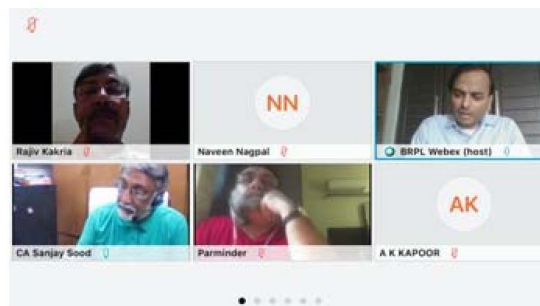 NN
Rajiv Kakria
Naveen Nagpal
BRPL Webex (host)
AK
CA Sanjay Sood
Parminder
A K KAPOOR